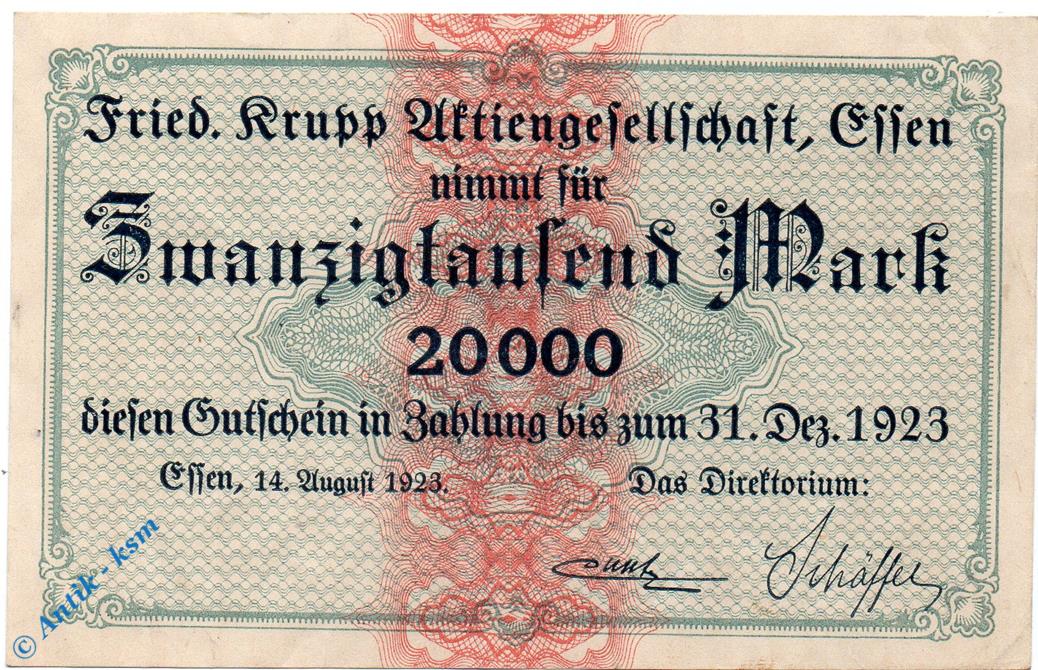 Fried. Krupp Aktiengesellschaft, Essen
nimmt für
Zwanzigtausend Mark
20000
diesen Gutschein in Zahlung bis zum 31. Dez. 1923
Essen, 14. August 1923. Das Direktorium:
Schäffer
© Antik - ksm